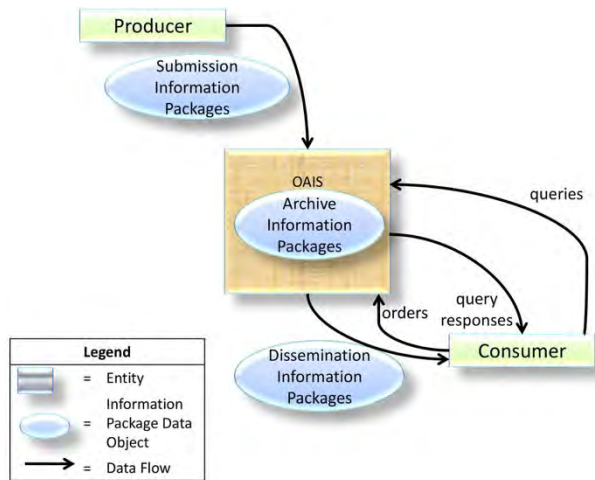 Producer
Submission
Information
Packages
OAIS
Archive
Information
Packages
queries
orders
query
responses
Consumer
Dissemination
Information
Packages
Legend
= Entity
Information
= Package Data
Object
= Data Flow